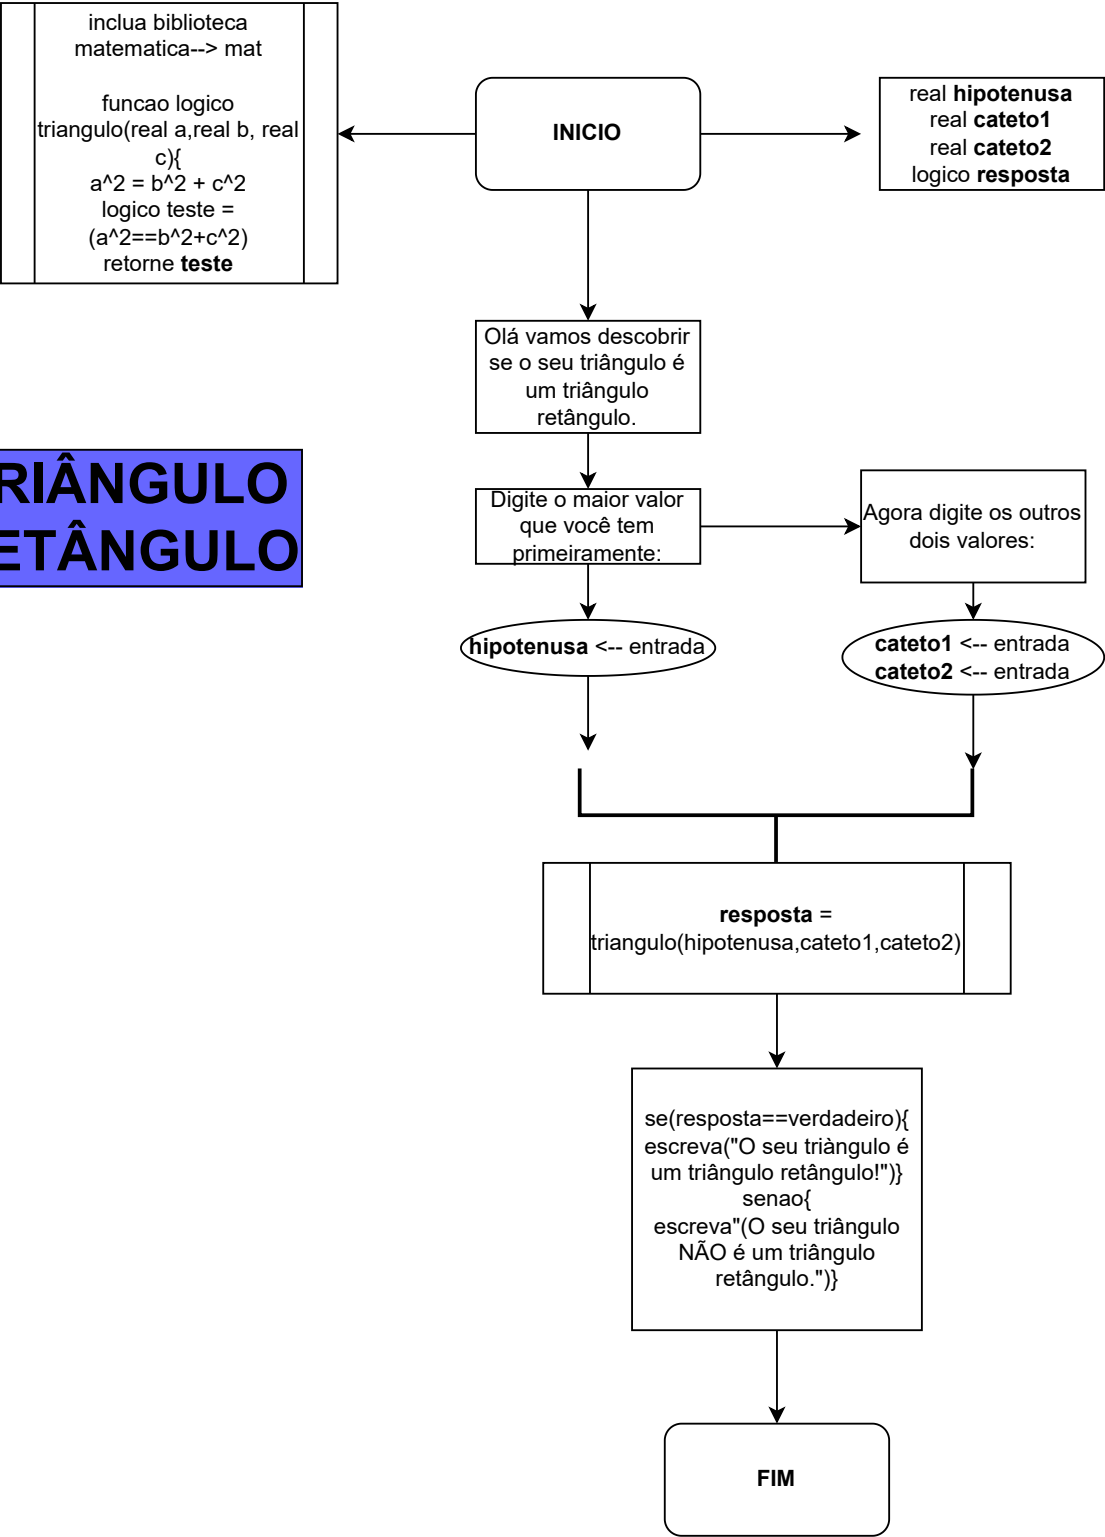 inclua biblioteca
matematica--> mat
funcao logico
triangulo(real a,real b, real
c){
a^2 = b^2 + c^2
logico teste =
(a^2==b^2+c^2)
retorne teste
INICIO
real hipotenusa
real cateto1
real cateto2
logico resposta
Olá vamos descobrir
se o seu triângulo é
um triângulo
retângulo.
RIÂNGULO
ETÂNGULO
Digite o maior valor
que você tem
primeiramente:
Agora digite os outros
dois valores:
hipotenusa <-- entrada
cateto1 <-- entrada
cateto2 <-- entrada
resposta =
triangulo(hipotenusa,cateto1,cateto2)
se(resposta==verdadeiro){
escreva("O seu triàngulo é
um triângulo retângulo!")}
senao{
escreva"(O seu triângulo
NÃO é um triângulo
retângulo.")}
FIM